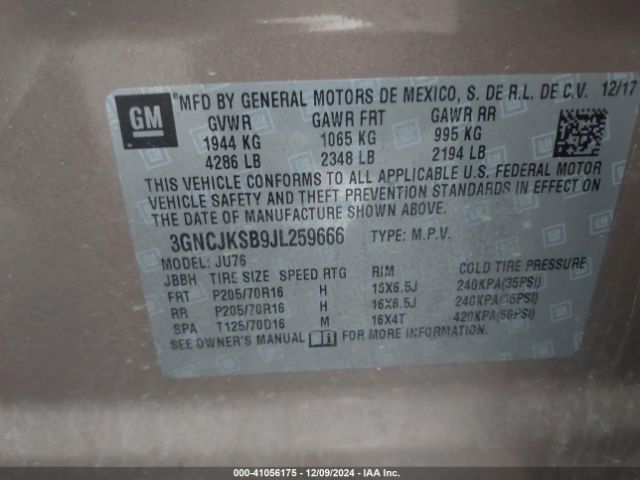 GM
MFD BY GENERAL MOTORS DE MEXICO, S. DE R.L. DE C.V. 12/17
GVWR GAWR FRT GAWR RR
1944 KG 1065 KG 995 KG
4286 LB 2348 LB 2194 LB
THIS VEHICLE CONFORMS TO ALL APPLICABLE U.S. FEDERAL MOTOR
VEHICLE SAFETY AND THEFT PREVENTION STANDARDS IN EFFECT ON
DATE OF MANUFACTURE SHOWN ABOVE.
3GNCJKSB9JL259666 TYPE: M.P.V.
MODEL: JU76
JBBH TIRE SIZE SPEED RTG RIM COLD TIRE PRESSURE
FRT P205/70R16 H 16X6.5J 240KPA(35PSI)
RR P205/70R16 H 16X6.5J 240KPA(35PSI)
SPA T125/70D16 M 16X4T 420KPA(60PSI)
SEE OWNER'S MANUAL FOR MORE INFORMATION.
000-41056175 - 12/09/2024 - IAA Inc.